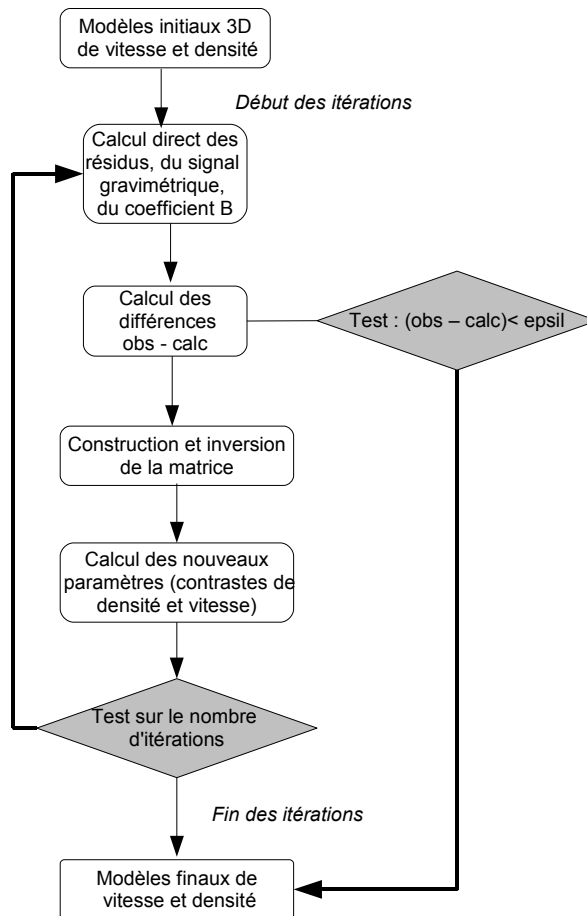 Modèles initiaux 3D
de vitesse et densité
Début des itérations
Calcul direct des
résidus, du signal
gravimétrique,
du coefficient B
Calcul des
différences
obs - calc
Test : (obs – calc)< epsil
Construction et inversion
de la matrice
Calcul des nouveaux
paramètres (contrastes de
densité et vitesse)
Test sur le nombre
d'itérations
Fin des itérations
Modèles finaux de
vitesse et densité